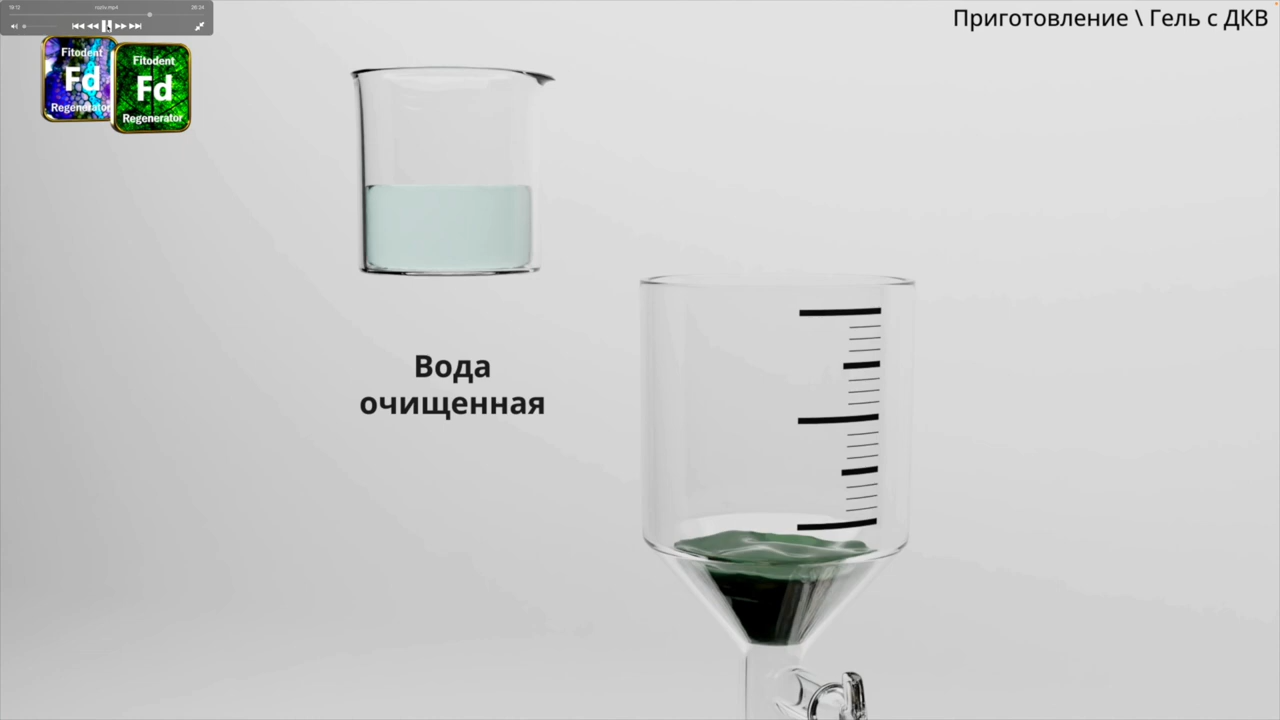 Приготовление \ Гель с ДКВ
Fitodent
Fd
Regenerator
Fitodent
Fd
Regenerator
Вода
очищенная